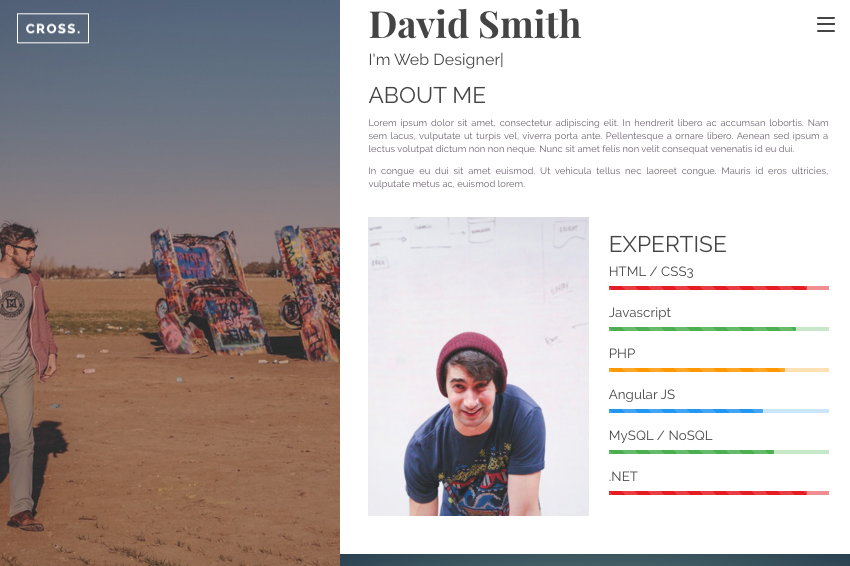 CROSS.
David Smith
I'm Web Designer|
ABOUT ME
Lorem ipsum dolor sit amet, consectetur adipiscing elit. In hendrerit libero ac accumsan lobortis. Nam
sem lacus, vulputate ut turpis vel, viverra porta ante. Pellentesque a ornare libero. Aenean sed ipsum a
lectus volutpat dictum non non neque. Nunc sit amet felis non velit consequat venenatis id eu dui.
In congue eu dui sit amet euismod. Ut vehicula tellus nec laoreet congue. Mauris id eros ultricies,
vulputate metus ac, euismod lorem.
EXPERTISE
HTML / CSS3
Javascript
PHP
Angular JS
MySQL / NoSQL
.NET